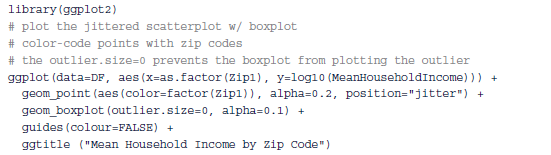 library(ggplot2)
# plot the jittered scatterplot w/ boxplot
# color-code points with zip codes
# the outlier.size=0 prevents the boxplot from plotting the outlier
ggplot(data=DF, aes(x=as.factor(Zip1), y=log10(MeanHouseholdIncome))) +
  geom_point(aes(color=factor(Zip1)), alpha=0.2, position="jitter") +
  geom_boxplot(outlier.size=0, alpha=0.1) +
  guides(colour=FALSE) +
  ggtitle ("Mean Household Income by Zip Code")